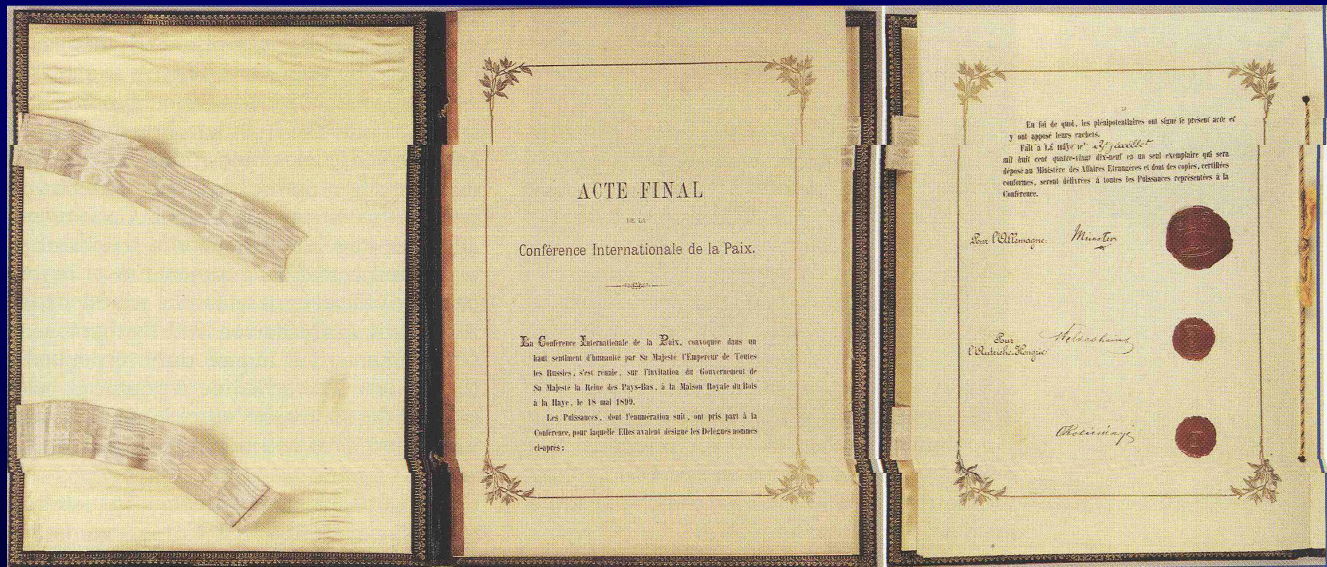 ACTE FINAL
DE LA
Conférence Internationale de la Paix.
La Conférence Internationale de la Paix, convoquée dans un
haut sentiment d'humanité par Sa Majesté l'Empereur de Toutes
les Russies, s'est réunie, sur l'invitation du Gouvernement de
Sa Majesté la Reine des Pays-Bas, à la Maison Royale du Bois
à la Haye, le 18 mai 1899.
Les Puissances, dont l'énumération suit, ont pris part à la
Conférence, pour laquelle Elles avaient désigné les Délégués nommés
ci-après:
En foi de quoi, les plénipotentiaires ont signé le présent acte et
y ont apposé leurs cachets.
Fait à La Haye le 29 juillet
mil huit cent quatre-vingt dix-neuf en un seul exemplaire qui sera
déposé au Ministère des Affaires Etrangères et dont des copies, certifiées
conformes, seront délivrées à toutes les Puissances représentées à la
Conférence.
Pour l'Allemagne: Münster
Pour
l'Autriche-Hongrie: Welsersheimb
Okolicsányi